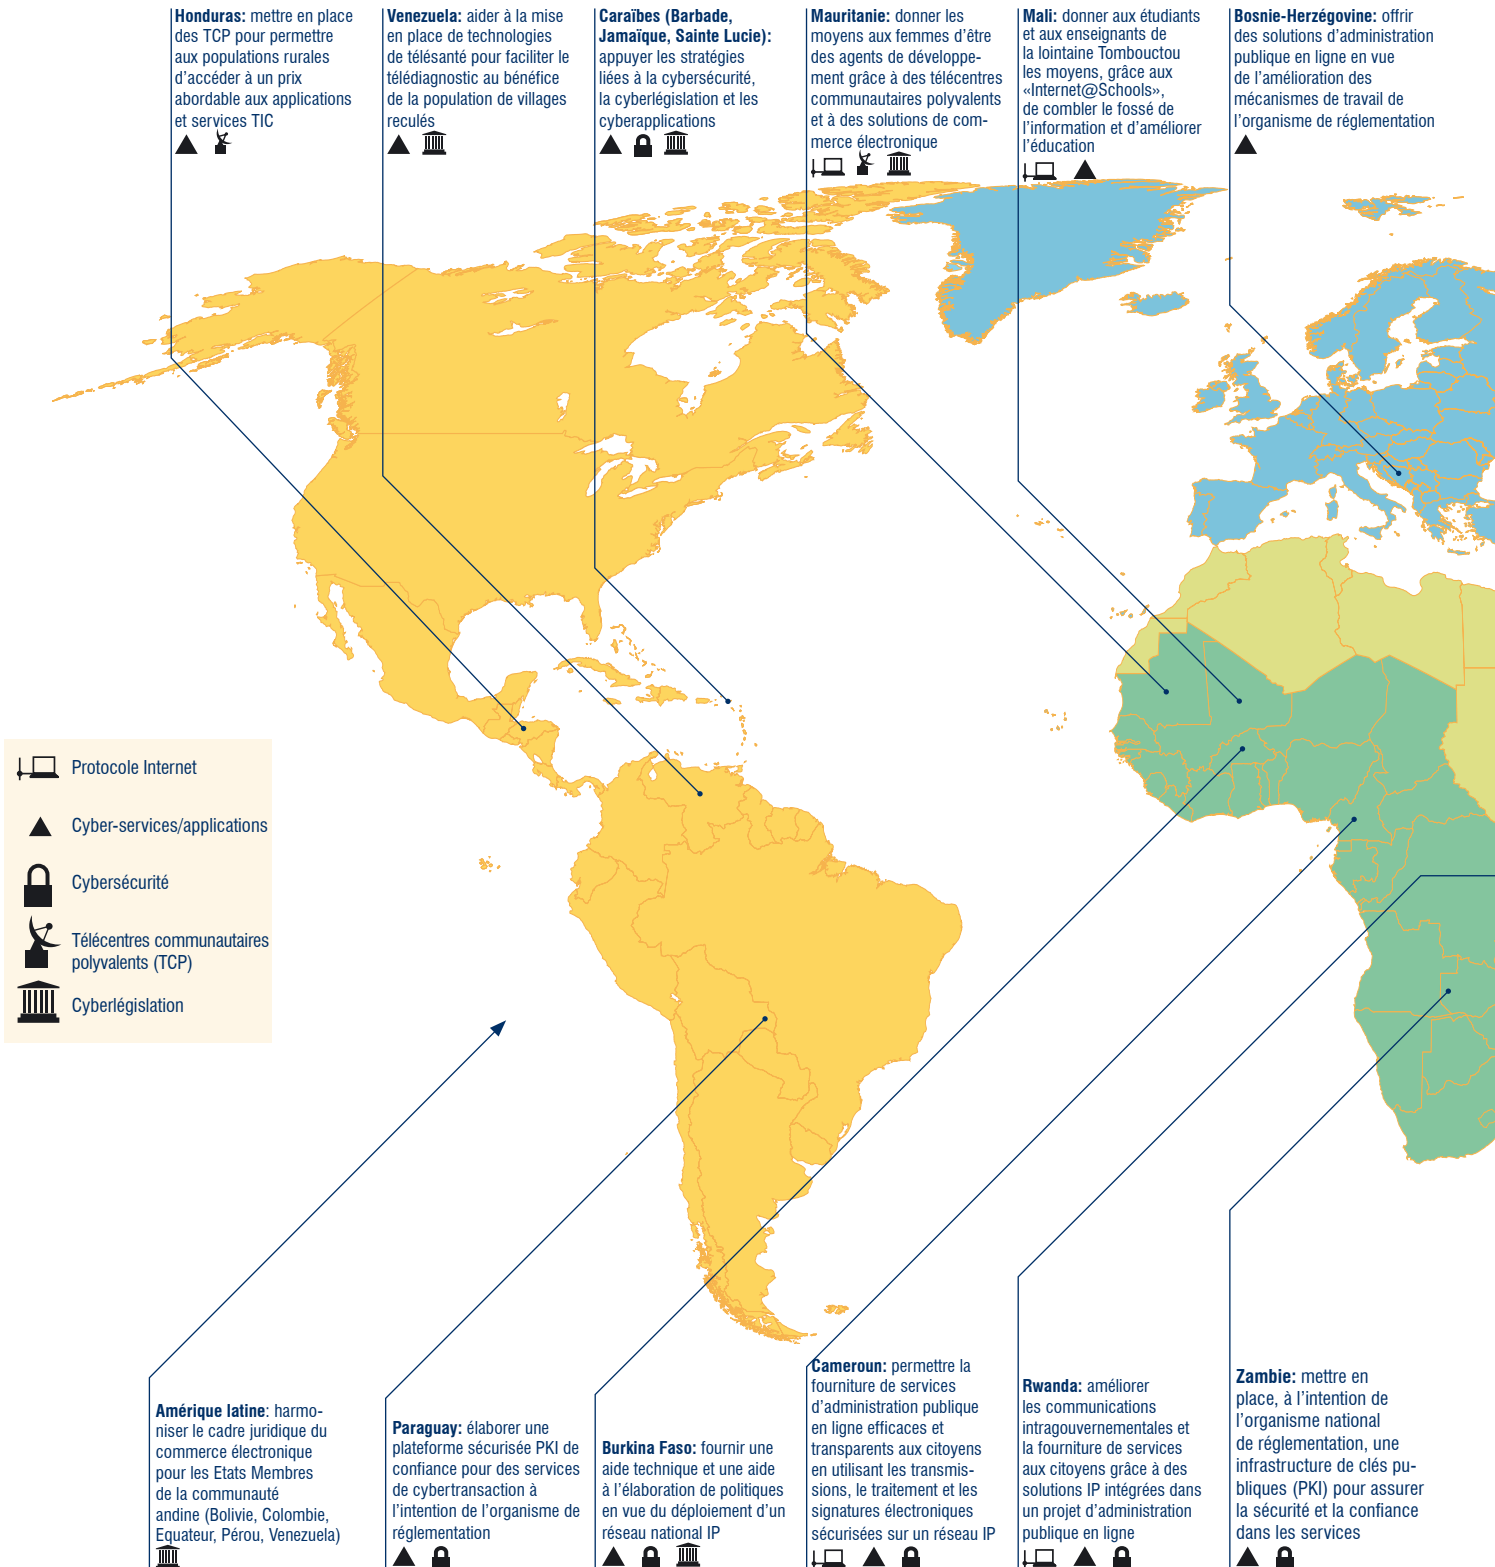 Honduras: mettre en place
des TCP pour permettre
aux populations rurales
d'accéder à un prix
abordable aux applications
et services TIC
Venezuela: aider à la mise
en place de technologies
de télésanté pour faciliter le
télédiagnostic au bénéfice
de la population de villages
reculés
Caraïbes (Barbade,
Jamaïque, Sainte Lucie):
appuyer les stratégies
liées à la cybersécurité,
la cyberlégislation et les
cyberapplications
Mauritanie: donner les
moyens aux femmes d'être
des agents de développe-
ment grâce à des télécentres
communautaires polyvalents
et à des solutions de com-
merce électronique
Mali: donner aux étudiants
et aux enseignants de
la lointaine Tombouctou
les moyens, grâce aux
«Internet@Schools»,
de combler le fossé de
l'information et d'améliorer
l'éducation
Bosnie-Herzégovine: offrir
des solutions d'administration
publique en ligne en vue
de l'amélioration des
mécanismes de travail de
l'organisme de réglementation
Protocole Internet
Cyber-services/applications
Cybersécurité
Télécentres communautaires
polyvalents (TCP)
Cyberlégislation
Amérique latine: harmo-
niser le cadre juridique du
commerce électronique
pour les Etats Membres
de la communauté
andine (Bolivie, Colombie,
Equateur, Pérou, Venezuela)
Paraguay: élaborer une
plateforme sécurisée PKI de
confiance pour des services
de cybertransaction à
l'intention de l'organisme de
réglementation
Burkina Faso: fournir une
aide technique et une aide
à l'élaboration de politiques
en vue du déploiement d'un
réseau national IP
Cameroun: permettre la
fourniture de services
d'administration publique
en ligne efficaces et
transparents aux citoyens
en utilisant les transmis-
sions, le traitement et les
signatures électroniques
sécurisées sur un réseau IP
Rwanda: améliorer
les communications
intragouvernementales et
la fourniture de services
aux citoyens grâce à des
solutions IP intégrées dans
un projet d'administration
publique en ligne
Zambie: mettre en
place, à l'intention de
l'organisme national
de réglementation, une
infrastructure de clés pu-
bliques (PKI) pour assurer
la sécurité et la confiance
dans les services